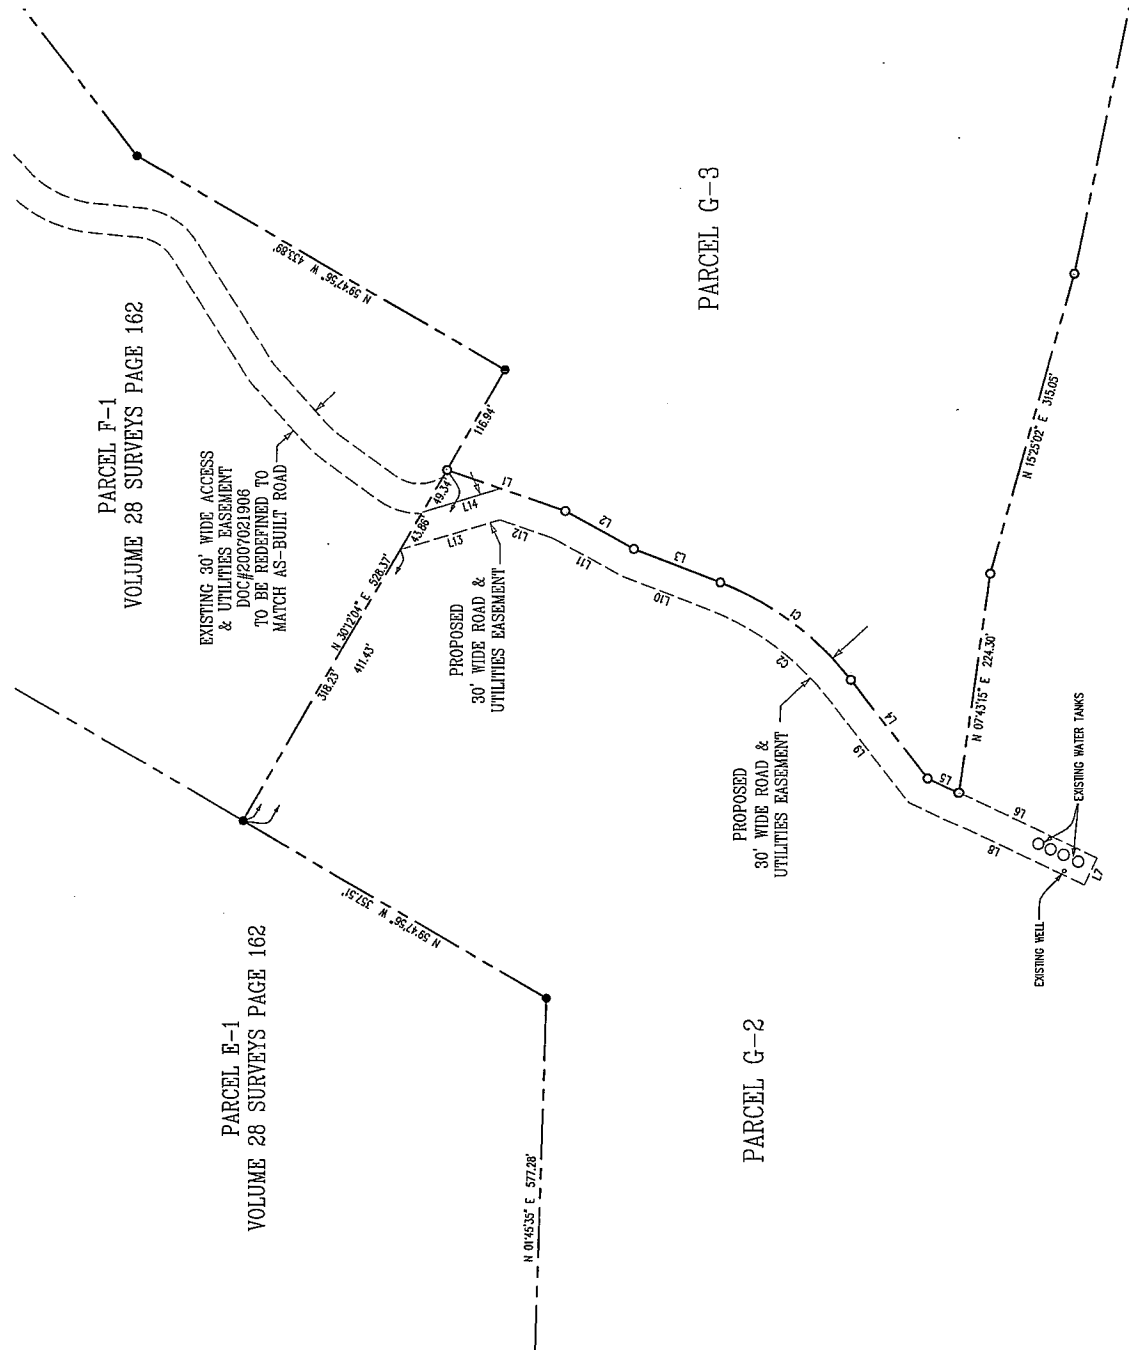 PARCEL F-1
VOLUME 28 SURVEYS PAGE 162
EXISTING 30' WIDE ACCESS
& UTILITIES EASEMENT
DOC#2007021906
TO BE REDEFINED TO
MATCH AS-BUILT ROAD
N 59°47'56" W 433.89'
PARCEL G-3
116.94'
49.34'
43.86'
N 30°12'04" E 528.37'
318.23'
411.43'
L14
L1
L13
L12
L2
L11
L3
L10
PROPOSED
30' WIDE ROAD &
UTILITIES EASEMENT
C1
C2
L4
L9
L5
PROPOSED
30' WIDE ROAD &
UTILITIES EASEMENT
N 15°25'02" E 315.05'
N 07°43'15" E 224.30'
L6
L8
L7
EXISTING WATER TANKS
EXISTING WELL
PARCEL E-1
VOLUME 28 SURVEYS PAGE 162
N 59°47'56" W 357.51'
N 01°45'35" E 577.28'
PARCEL G-2